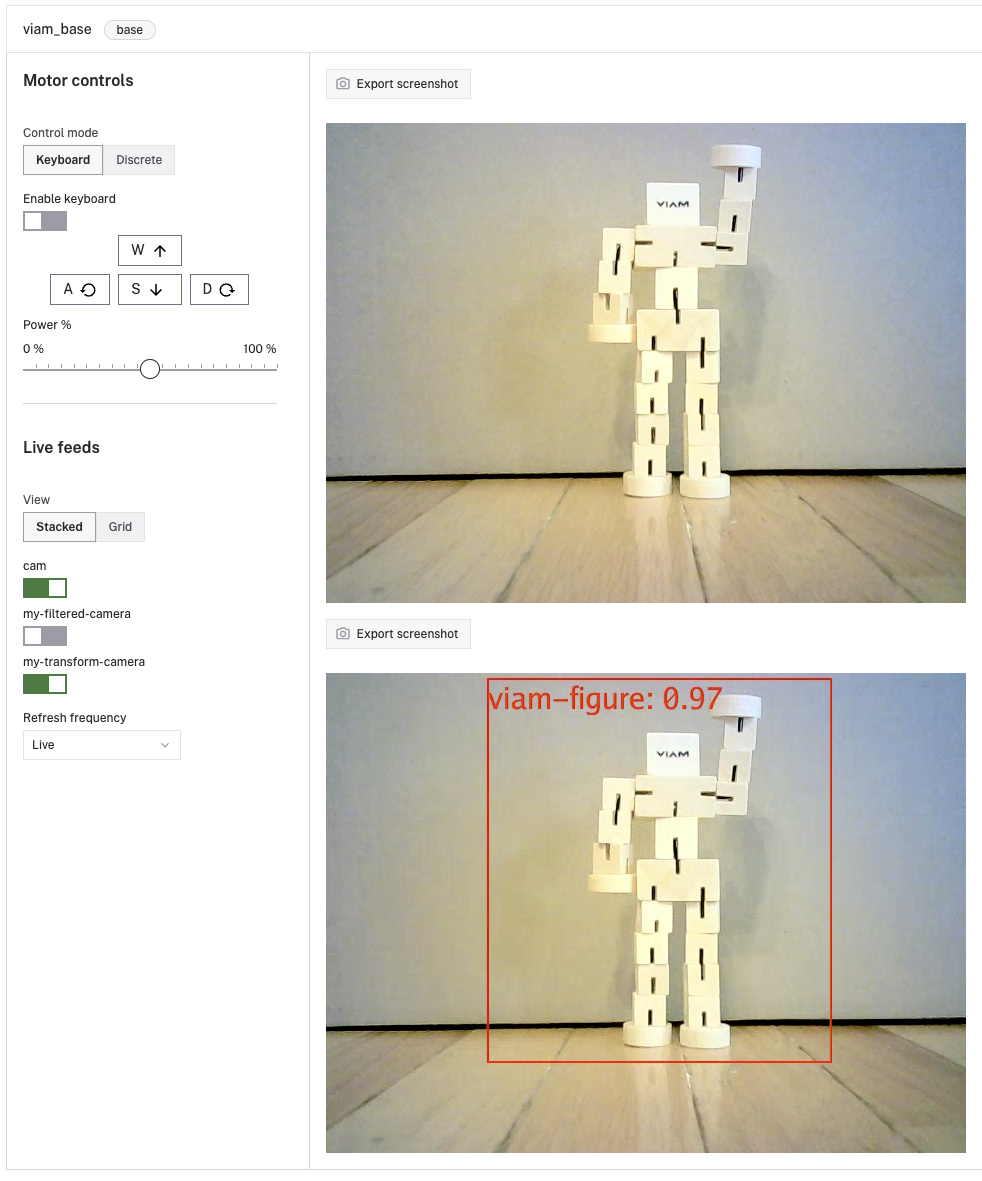 viam_base base
Motor controls
Control mode
Keyboard Discrete
Enable keyboard
W
A S D
Power %
0 % 100 %
Live feeds
View
Stacked Grid
cam
my-filtered-camera
my-transform-camera
Refresh frequency
Live
Export screenshot
VIAM
Export screenshot
viam-figure: 0.97
VIAM